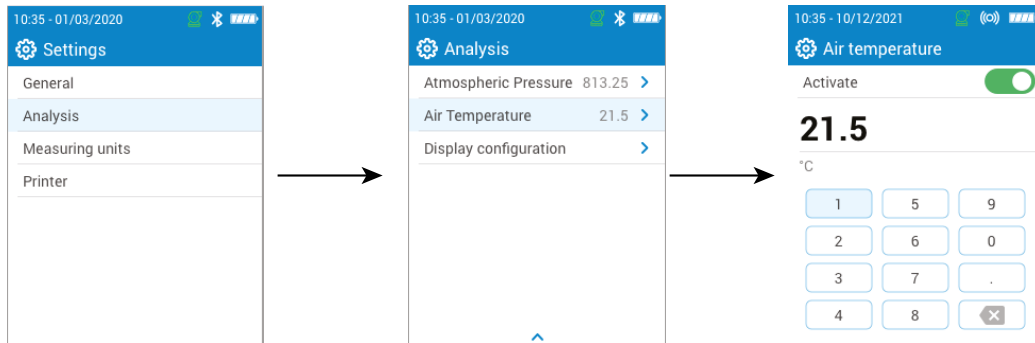 10:35 - 01/03/2020
Settings
General
Analysis
Measuring units
Printer
10:35 - 01/03/2020
Analysis
Atmospheric Pressure 813.25
Air Temperature 21.5
Display configuration
10:35 - 10/12/2021
Air temperature
Activate
21.5
°C
1 5 9
2 6 0
3 7 .
4 8